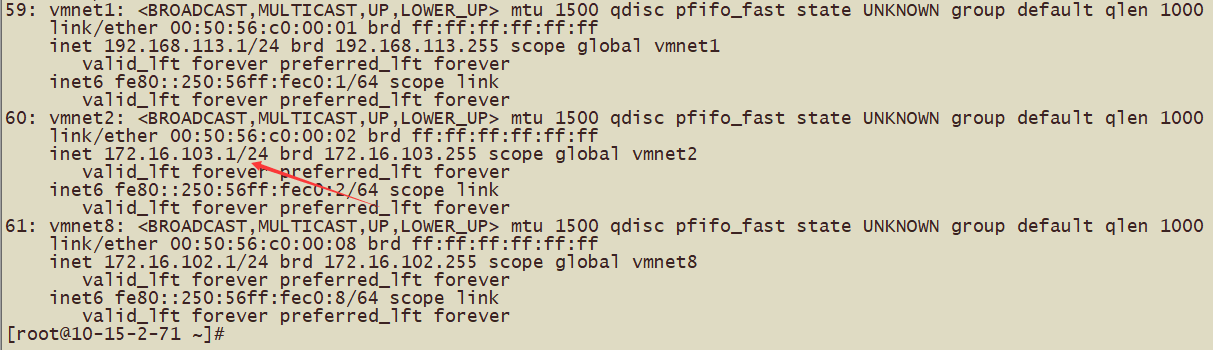 59: vmnet1: <BROADCAST,MULTICAST,UP,LOWER_UP> mtu 1500 qdisc pfifo_fast state UNKNOWN group default qlen 1000
link/ether 00:50:56:c0:00:01 brd ff:ff:ff:ff:ff:ff
inet 192.168.113.1/24 brd 192.168.113.255 scope global vmnet1
valid_lft forever preferred_lft forever
inet6 fe80::250:56ff:fec0:1/64 scope link
valid_lft forever preferred_lft forever
60: vmnet2: <BROADCAST,MULTICAST,UP,LOWER_UP> mtu 1500 qdisc pfifo_fast state UNKNOWN group default qlen 1000
link/ether 00:50:56:c0:00:02 brd ff:ff:ff:ff:ff:ff
inet 172.16.103.1/24 brd 172.16.103.255 scope global vmnet2
valid_lft forever preferred_lft forever
inet6 fe80::250:56ff:fec0:2/64 scope link
valid_lft forever preferred_lft forever
61: vmnet8: <BROADCAST,MULTICAST,UP,LOWER_UP> mtu 1500 qdisc pfifo_fast state UNKNOWN group default qlen 1000
link/ether 00:50:56:c0:00:08 brd ff:ff:ff:ff:ff:ff
inet 172.16.102.1/24 brd 172.16.102.255 scope global vmnet8
valid_lft forever preferred_lft forever
inet6 fe80::250:56ff:fec0:8/64 scope link
valid_lft forever preferred_lft forever
[root@10-15-2-71 ~]#